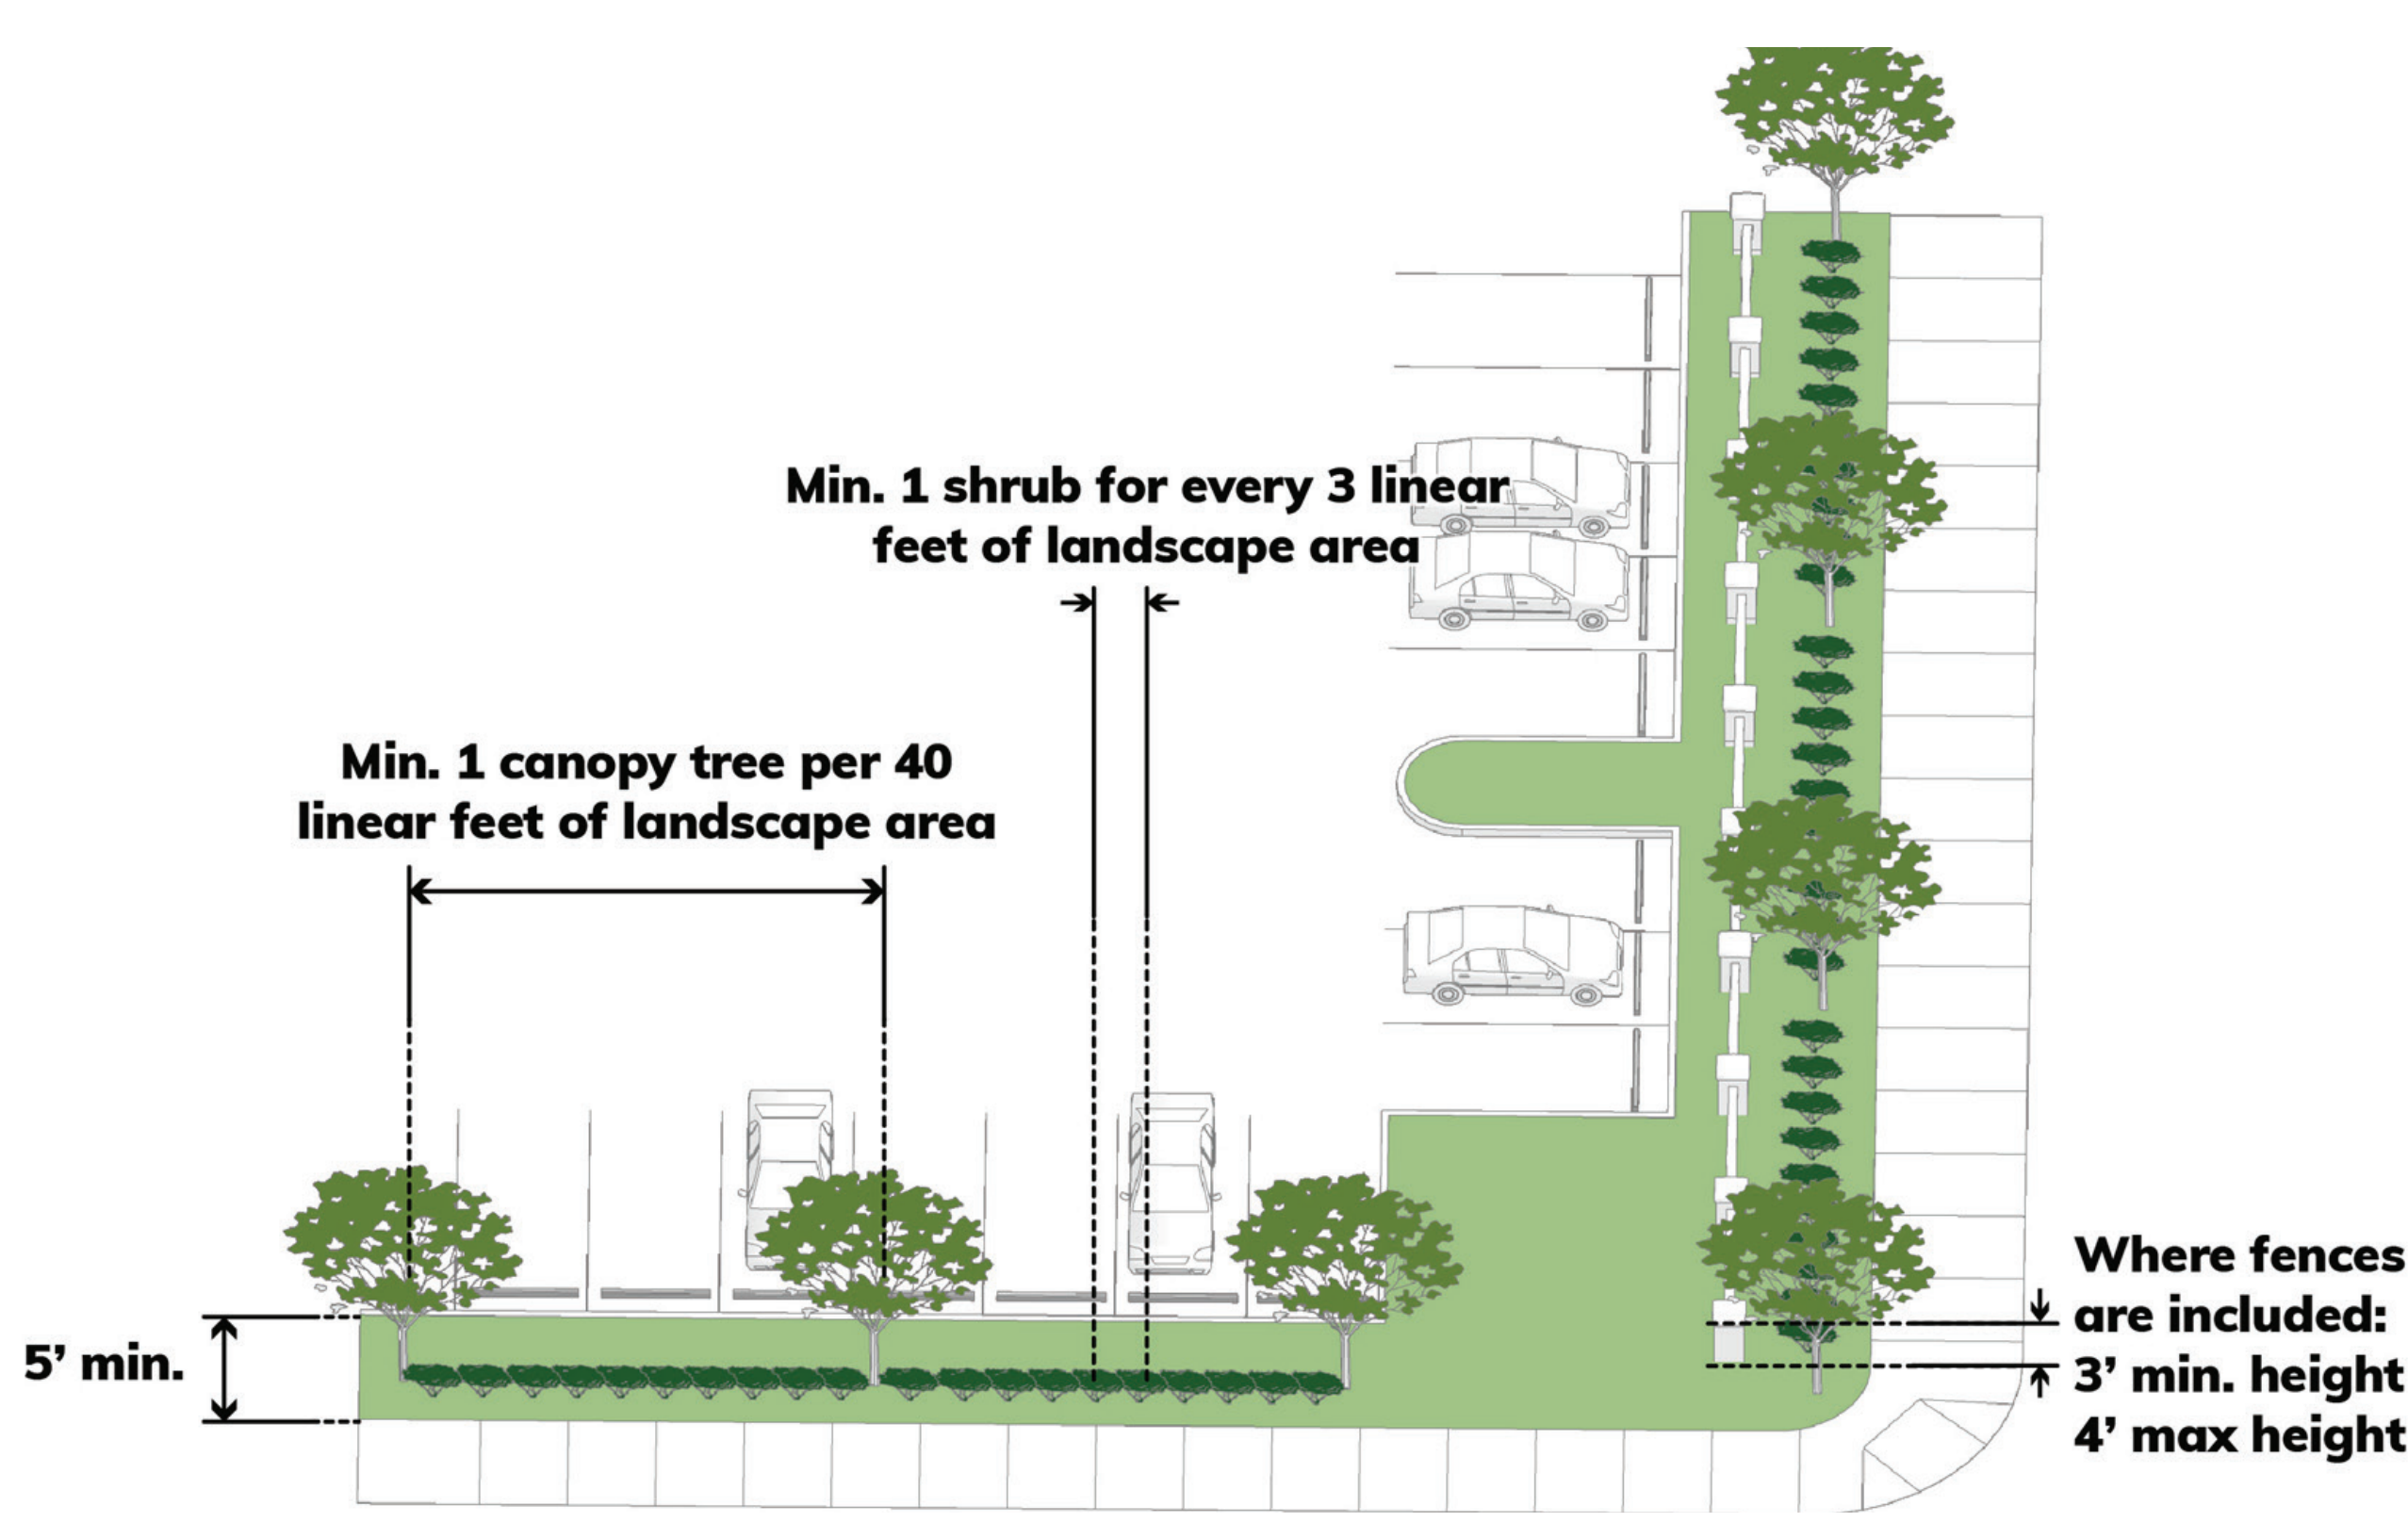 Min. 1 shrub for every 3 linear
feet of landscape area
Min. 1 canopy tree per 40
linear feet of landscape area
5’ min.
Where fences
are included:
3’ min. height
4’ max height